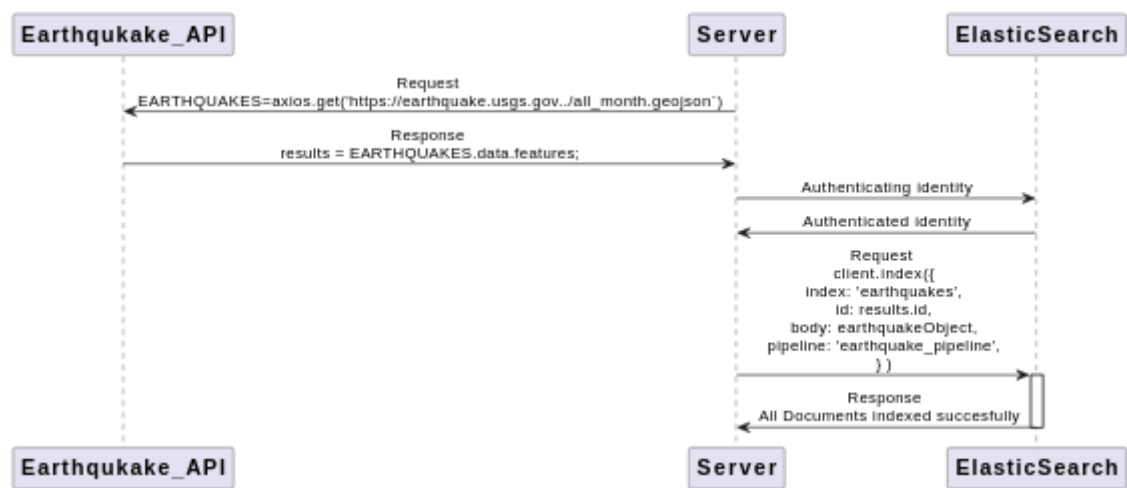 Earthqukake_API
Server
ElasticSearch
Request
EARTHQUAKES=axios.get("https://earthquake.usgs.gov../all_month.geojson`)
Response
results = EARTHQUAKES.data.features;
Authenticating identity
Authenticated identity
Request
client.index({
index: 'earthquakes',
id: results.id,
body: earthquakeObject,
pipeline: 'earthquake_pipeline',
} )
Response
All Documents indexed succesfully
Earthqukake_API
Server
ElasticSearch